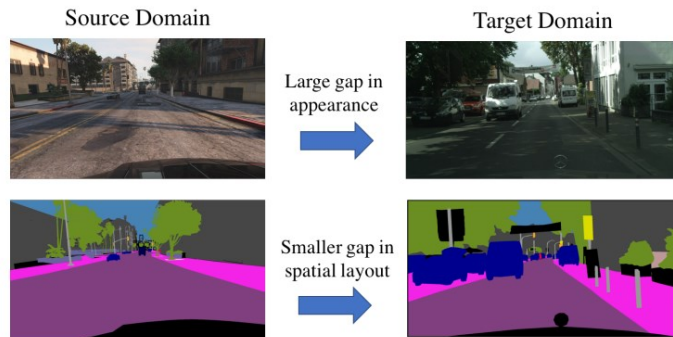 Source Domain
Target Domain
Large gap in
appearance
Smaller gap in
spatial layout